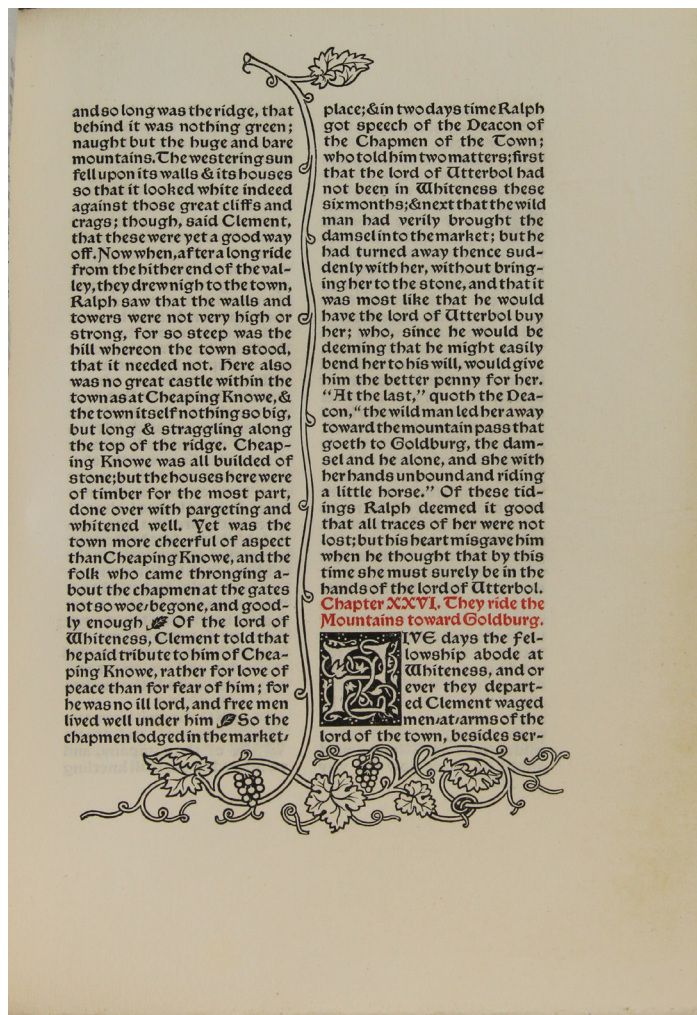 and so long was the ridge, that
behind it was nothing green;
naught but the huge and bare
mountains. The westering sun
fell upon its walls & its houses
so that it looked white indeed
against those great cliffs and
crags; though, said Clement,
that these were yet a good way
off. Now when, after a long ride
from the hither end of the val-
ley, they drew nigh to the town,
Ralph saw that the walls and
towers were not very high or
strong, for so steep was the
hill whereon the town stood,
that it needed not. Here also
was no great castle within the
town as at Cheaping Knowe, &
the town itself nothing so big,
but long & straggling along
the top of the ridge. Cheap-
ing Knowe was all builded of
stone; but the houses here were
of timber for the most part,
done over with pargeting and
whitened well. Yet was the
town more cheerful of aspect
than Cheaping Knowe, and the
folk who came thronging a-
bout the chapmen at the gates
not so woe-begone, and good-
ly enough ❧ Of the lord of
Whiteness, Clement told that
he paid tribute to him of Chea-
ping Knowe, rather for love of
peace than for fear of him; for
he was no ill lord, and free men
lived well under him ❧ So the
chapmen lodged in the market-
place; & in two days time Ralph
got speech of the Deacon of
the Chapmen of the Town;
who told him two matters; first
that the lord of Utterbol had
not been in Whiteness these
six months; & next that the wild
man had verily brought the
damsel into the market; but he
had turned away thence sud-
denly with her, without bring-
ing her to the stone, and that it
was most like that he would
have the lord of Utterbol buy
her; who, since he would be
deeming that he might easily
bend her to his will, would give
him the better penny for her.
"At the last," quoth the Dea-
con, "the wild man led her away
toward the mountain pass that
goeth to Goldburg, the dam-
sel and he alone, and she with
her hands unbound and riding
a little horse." Of these tid-
ings Ralph deemed it good
that all traces of her were not
lost; but his heart misgave him
when he thought that by this
time she must surely be in the
hands of the lord of Utterbol.
Chapter XXVI. They ride the
Mountains toward Goldburg.
FIVE days the fel-
lowship abode at
Whiteness, and or
ever they depart-
ed Clement waged
men-at-arms of the
lord of the town, besides ser-